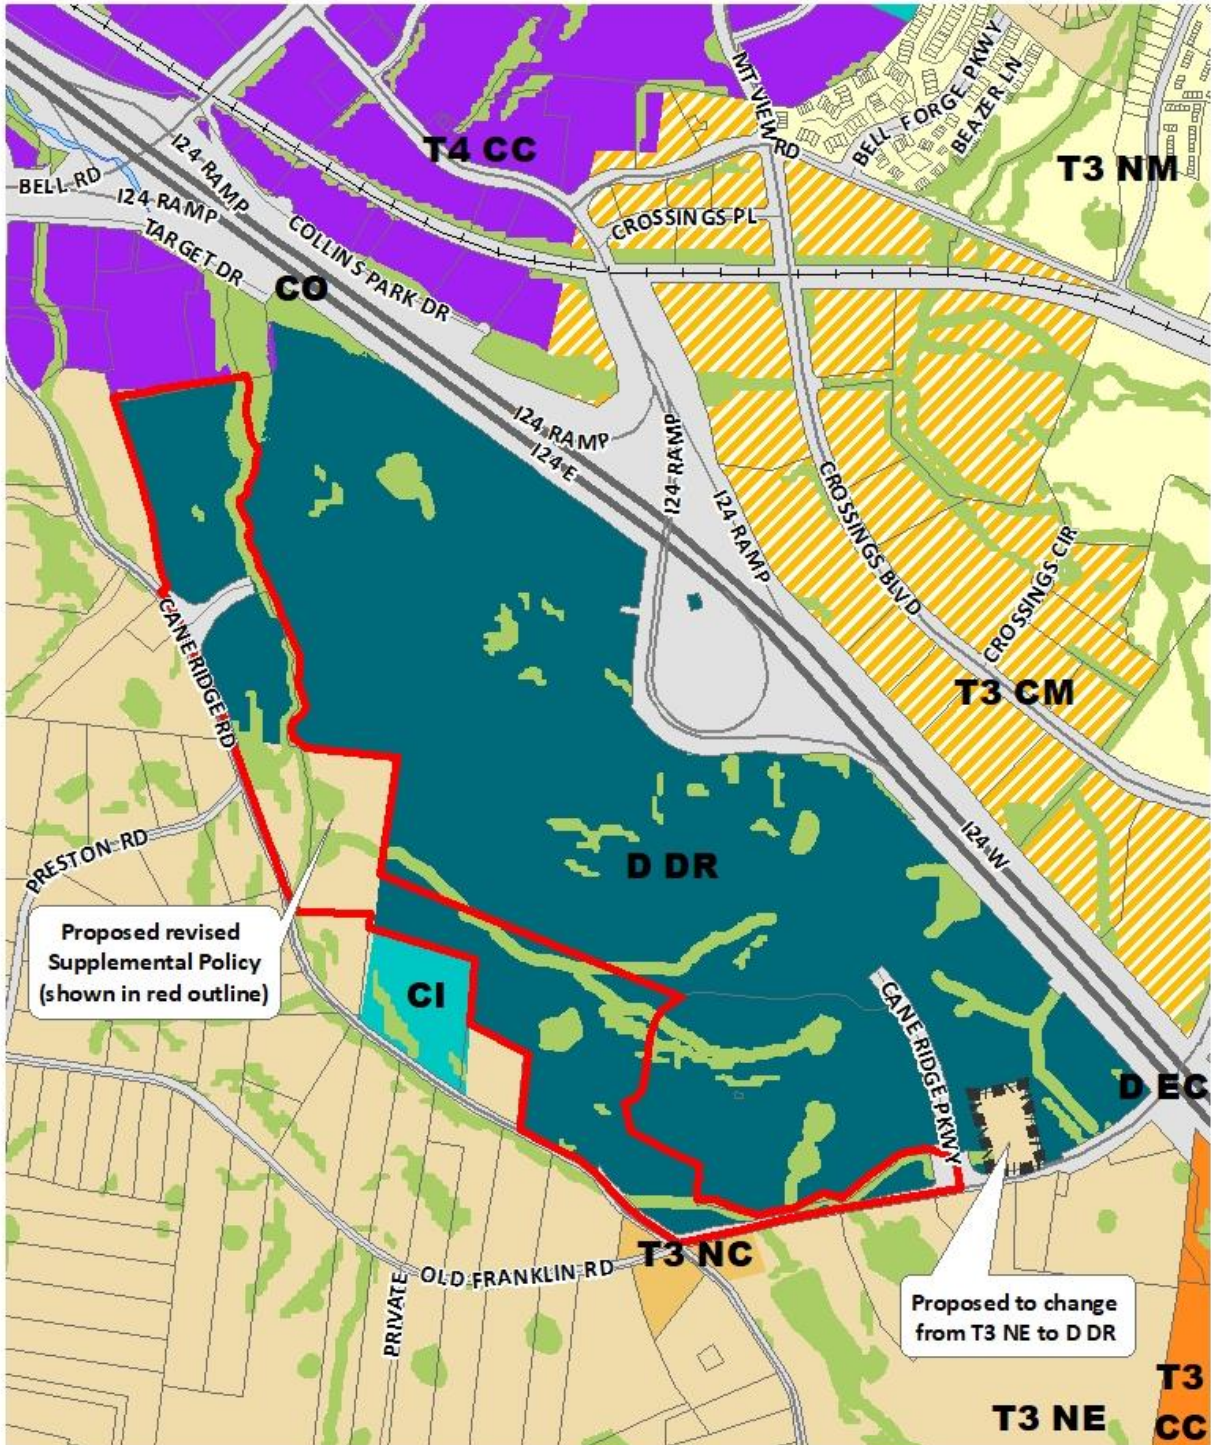 MT VIEW RD
BELL FORGE PKWY
BEAZER LN
T4 CC
T3 NM
I24 RAMP
BELL RD
I24 RAMP
TARGET DR
COLLINS PARK DR
CROSSINGS PL
CO
I24 RAMP
I24 E
I24 RAMP
I24 RAMP
CROSSINGS BLVD
CROSSINGS CIR
CANE RIDGE RD
T3 CM
PRESTON RD
I24 W
D DR
Proposed revised
Supplemental Policy
(shown in red outline)
CI
CANE RIDGE PKWY
D EC
T3 NC
OLD FRANKLIN RD
PRIVATE
Proposed to change
from T3 NE to D DR
T3 NE
T3
CC